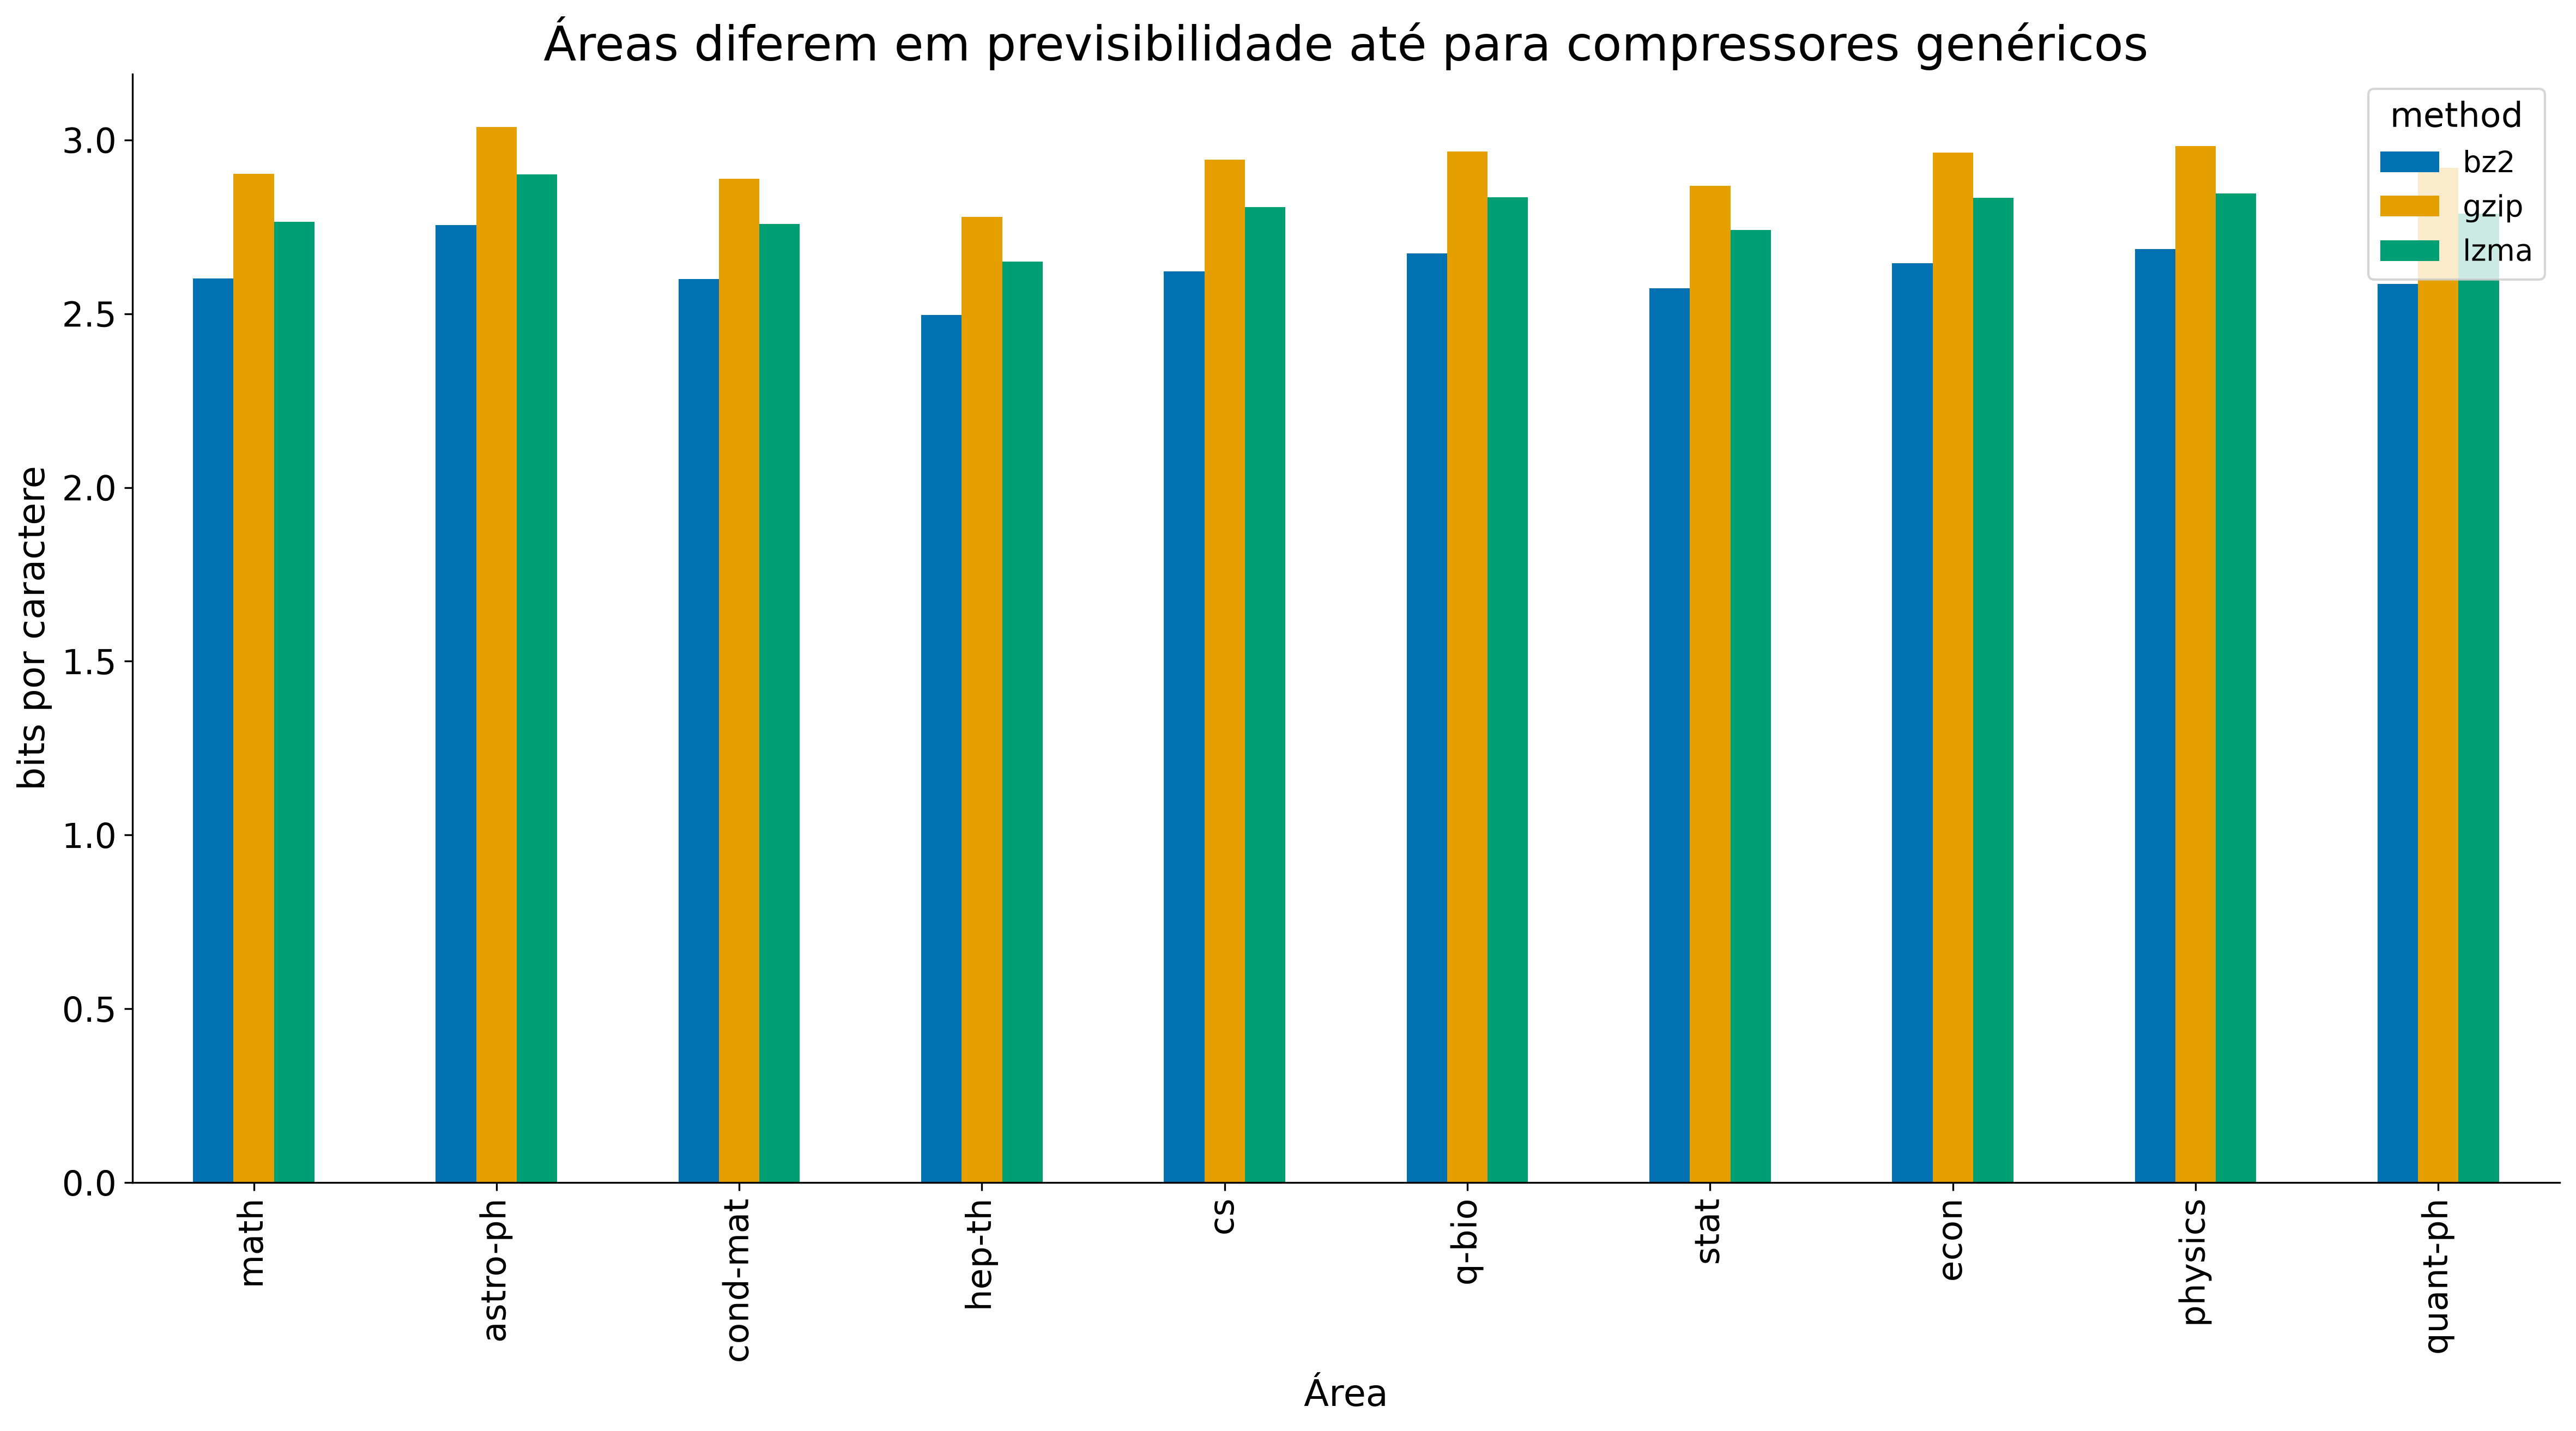 Áreas diferem em previsibilidade até para compressores genéricos
method
bz2
gzip
lzma
bits por caractere
3.0
2.5
2.0
1.5
1.0
0.5
0.0
math
astro-ph
cond-mat
hep-th
cs
q-bio
stat
econ
physics
quant-ph
Área